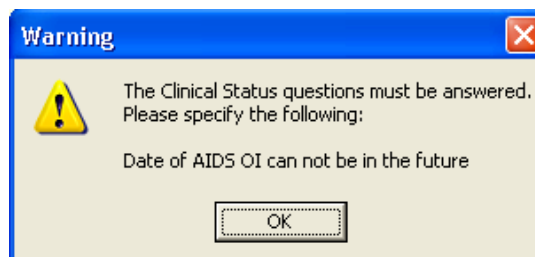 Warning
The Clinical Status questions must be answered.
Please specify the following:
Date of AIDS OI can not be in the future
OK